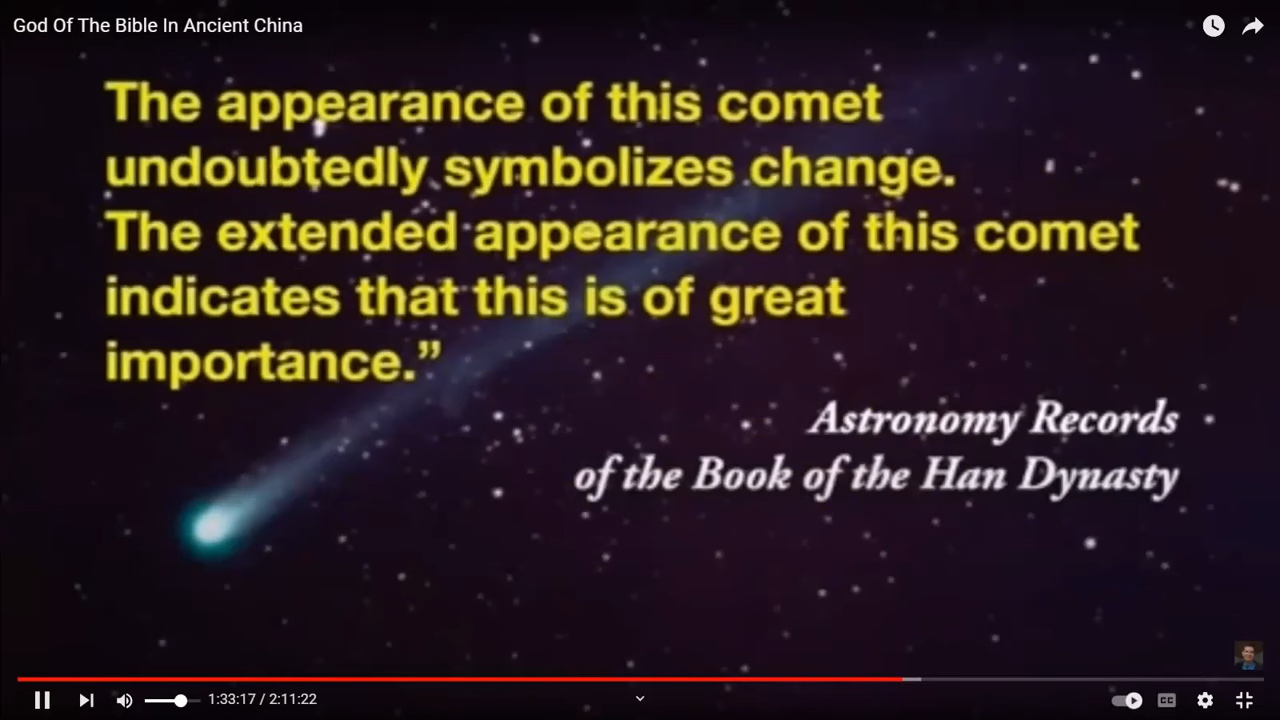 God Of The Bible In Ancient China
The appearance of this comet
undoubtedly symbolizes change.
The extended appearance of this comet
indicates that this is of great
importance.”
Astronomy Records
of the Book of the Han Dynasty
1:33:17 / 2:11:22
CC